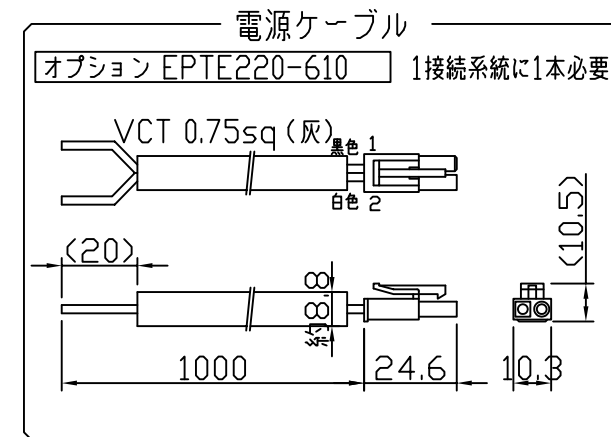 電源ケーブル
オプション EPTE220-610 1接続系統に1本必要
VCT 0.75sq (灰)
黒色 1
白色 2
(20)
約8.8
(10.5)
1000
24.6
10.3